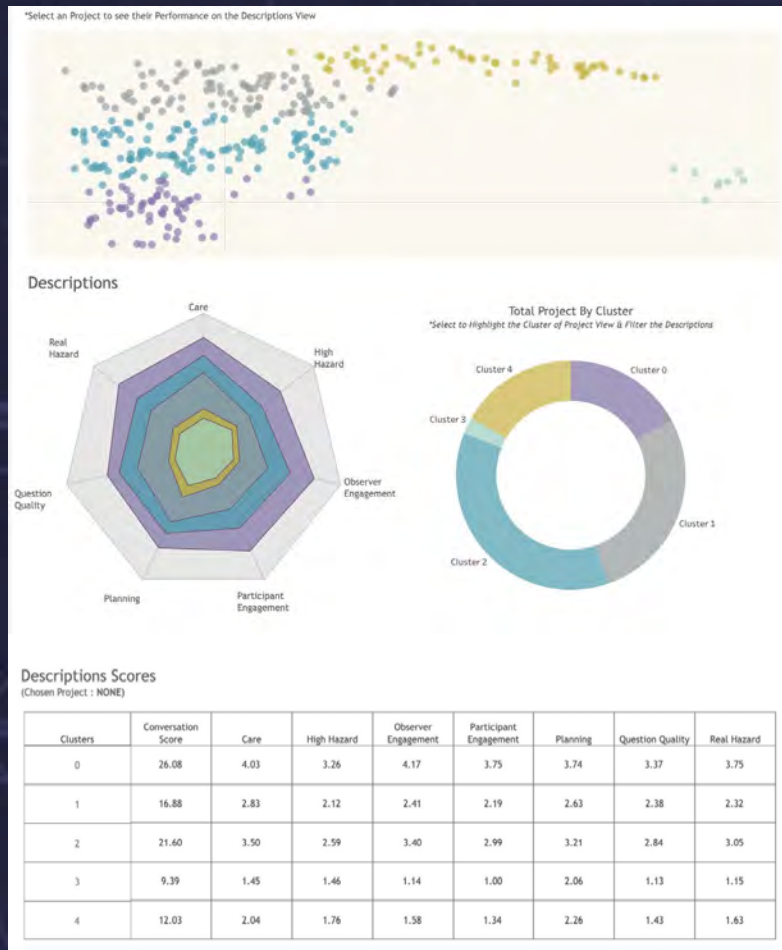 *Select an Project to see their Performance on the Descriptions View
Descriptions
Care
Real
Hazard
High
Hazard
Question
Quality
Observer
Engagement
Planning
Participant
Engagement
Total Project By Cluster
*Select to Highlight the Cluster of Project View & Filter the Descriptions
Cluster 4
Cluster 0
Cluster 3
Cluster 1
Cluster 2
Descriptions Scores
(Chosen Project : NONE)
Clusters Conversation Score Care High Hazard Observer Engagement Participant Engagement Planning Question Quality Real Hazard
0 26.08 4.03 3.26 4.17 3.75 3.74 3.37 3.75
1 16.88 2.83 2.12 2.41 2.19 2.63 2.38 2.32
2 21.60 3.50 2.59 3.40 2.99 3.21 2.84 3.05
3 9.39 1.45 1.46 1.14 1.00 2.06 1.13 1.15
4 12.03 2.04 1.76 1.58 1.34 2.26 1.43 1.63